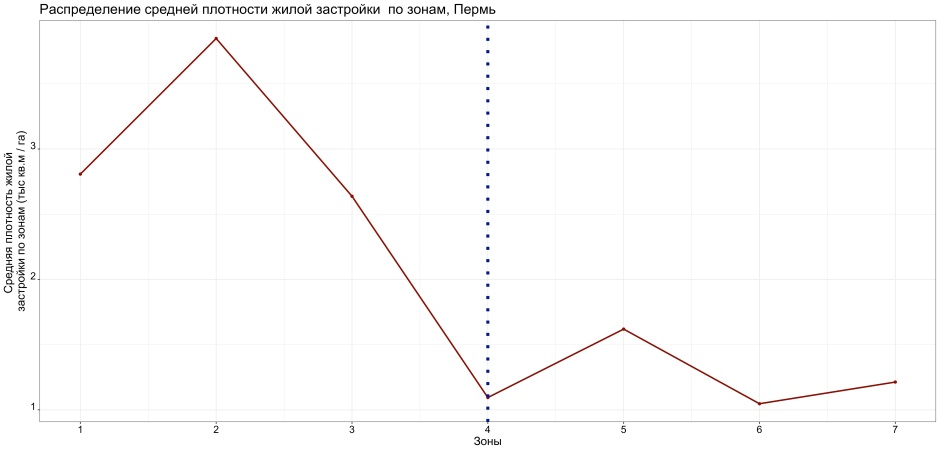 Распределение средней плотности жилой застройки  по зонам, Пермь
Средняя плотность жилой
застройки по зонам (тыс кв.м / га)
3
2
1
1 2 3 4 5 6 7
Зоны